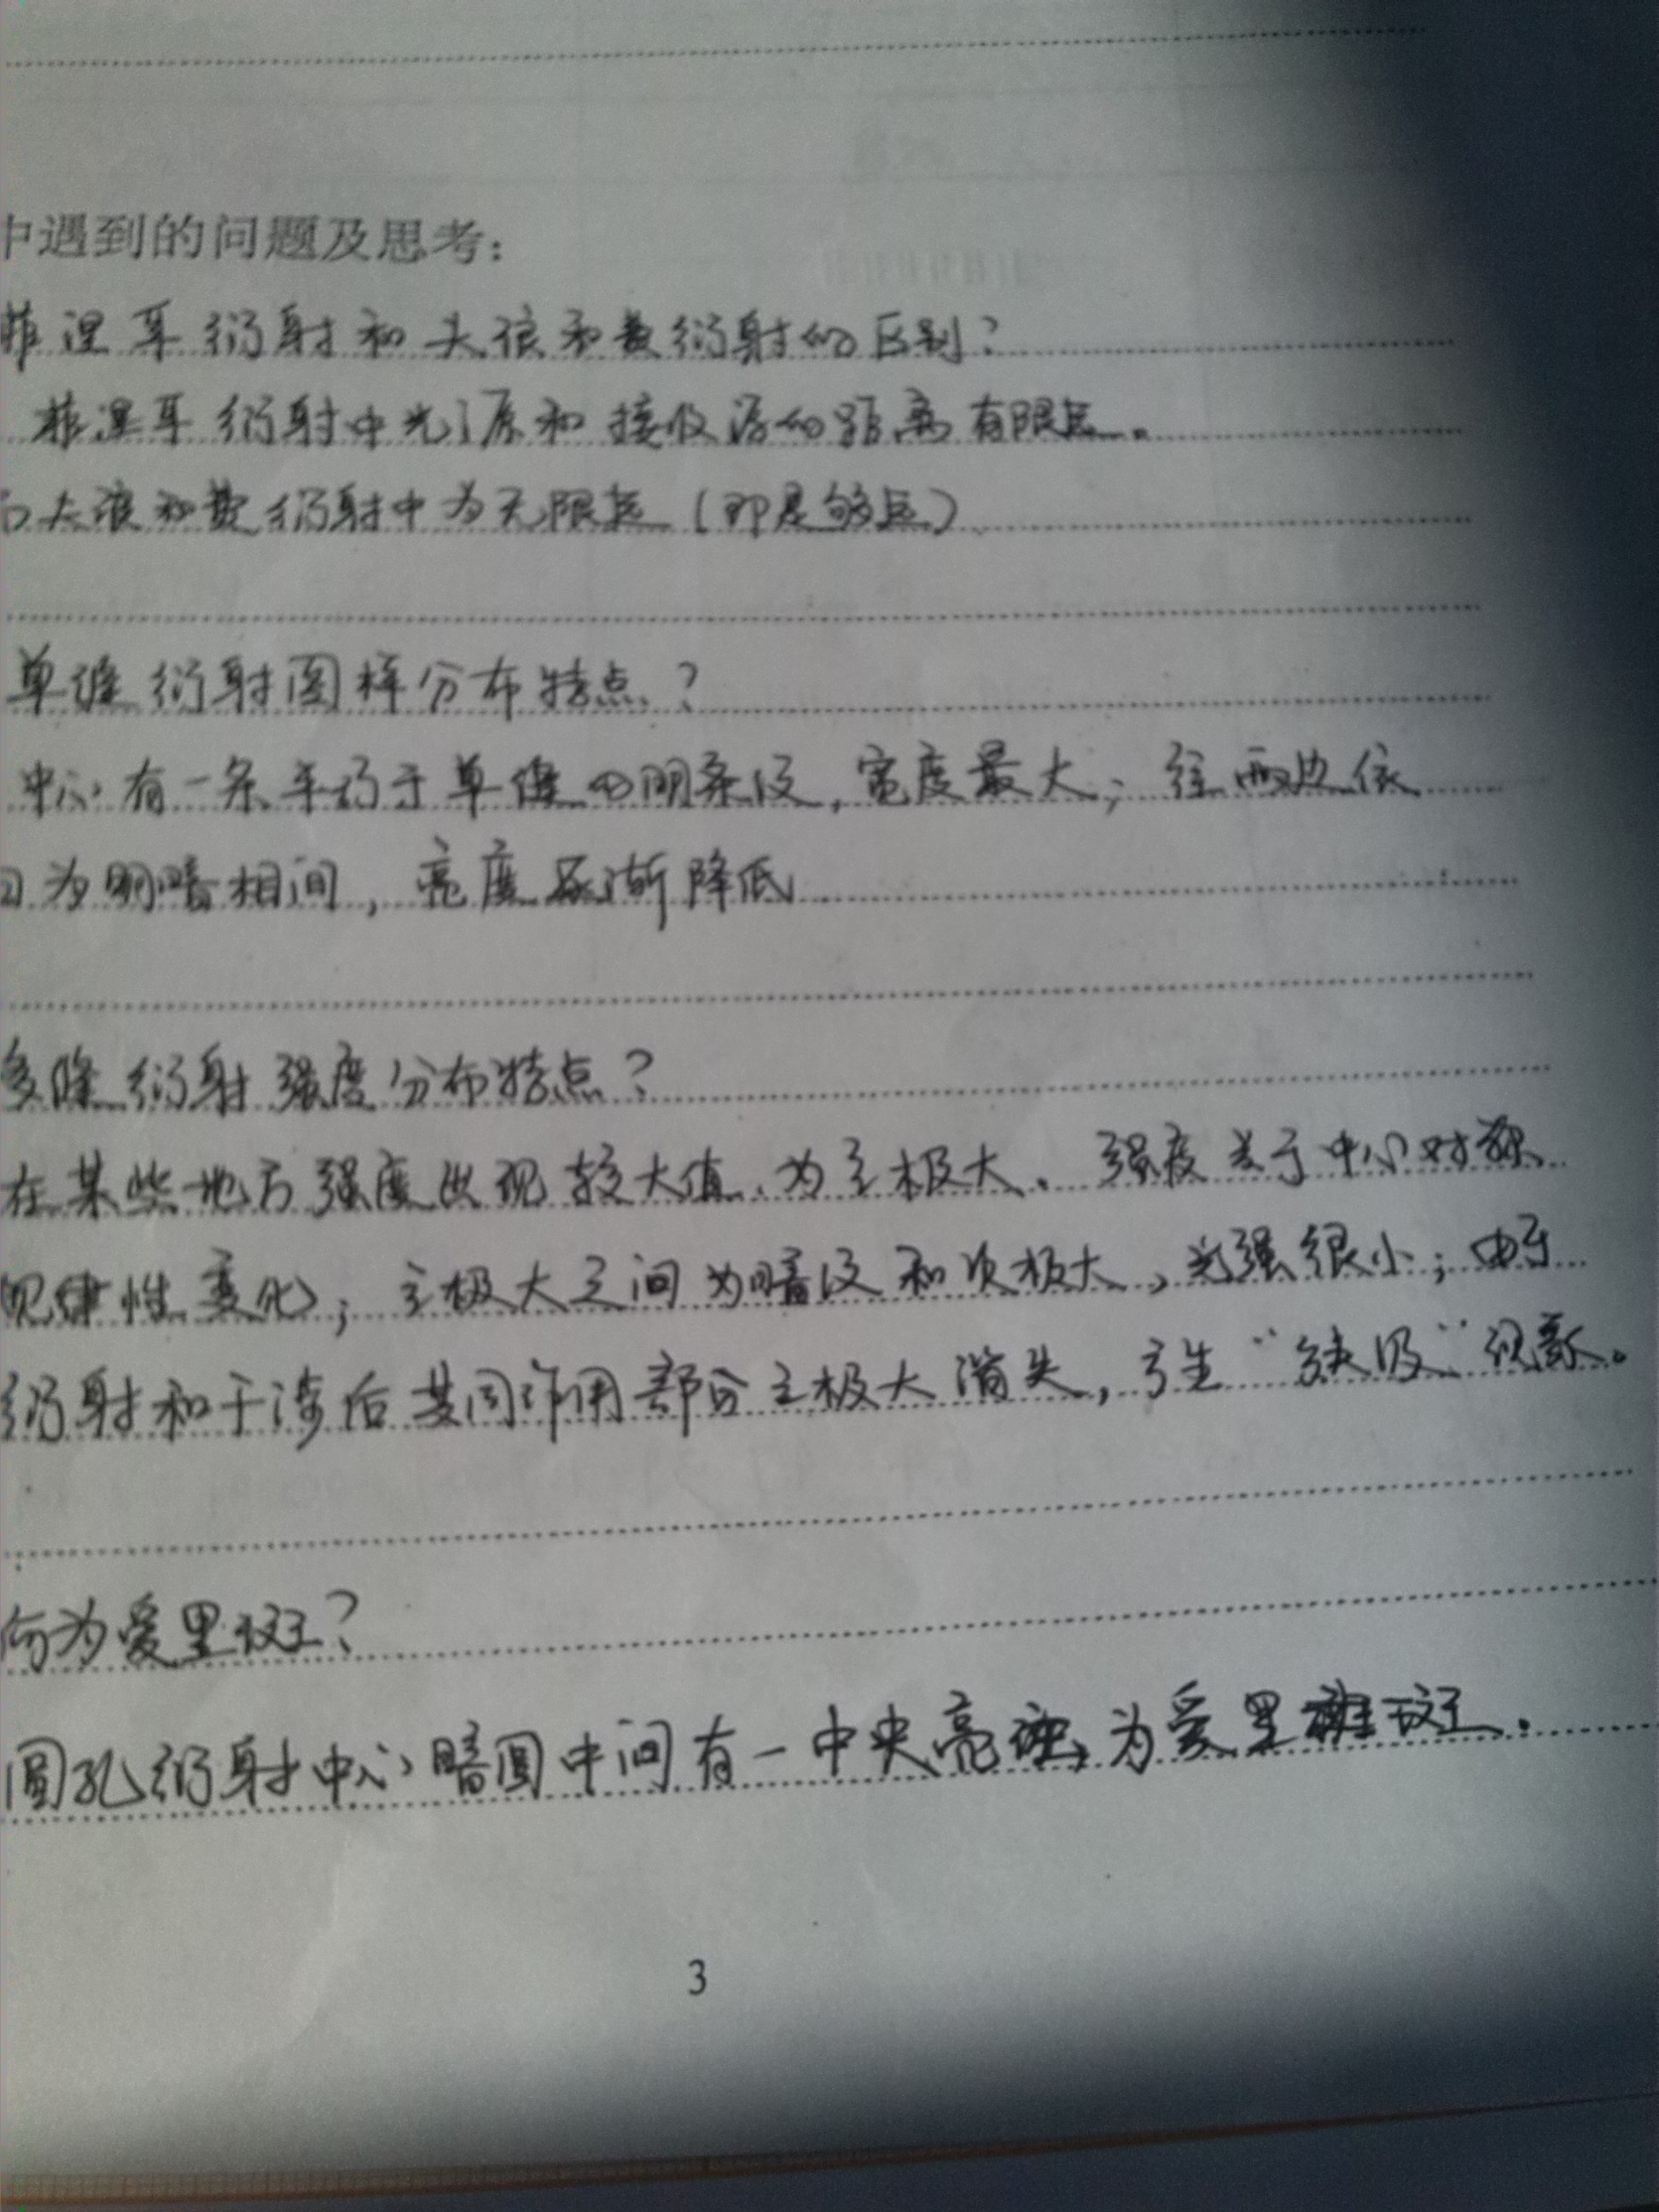 中遇到的问题及思考：
菲涅耳衍射和夫琅和费衍射的区别？
菲涅耳衍射中光源和接收源的距离有限远。
夫琅和费衍射中为无限远（即足够远）
单缝衍射图样分布特点？
中心有一条平行于单缝的明条纹，宽度最大；往两边依
因为明暗相间，亮度逐渐降低
多缝衍射强度分布特点？
在某些地方强度出现较大值，为主极大、强度关于中心对称
规律性变化；主极大之间为暗纹和次极大，光强很小；由于
衍射和干涉后共同作用部分主极大消失，产生“缺级”现象。
何为爱里斑？
圆孔衍射中心暗圆中间有一中央亮 为爱里 斑.
3